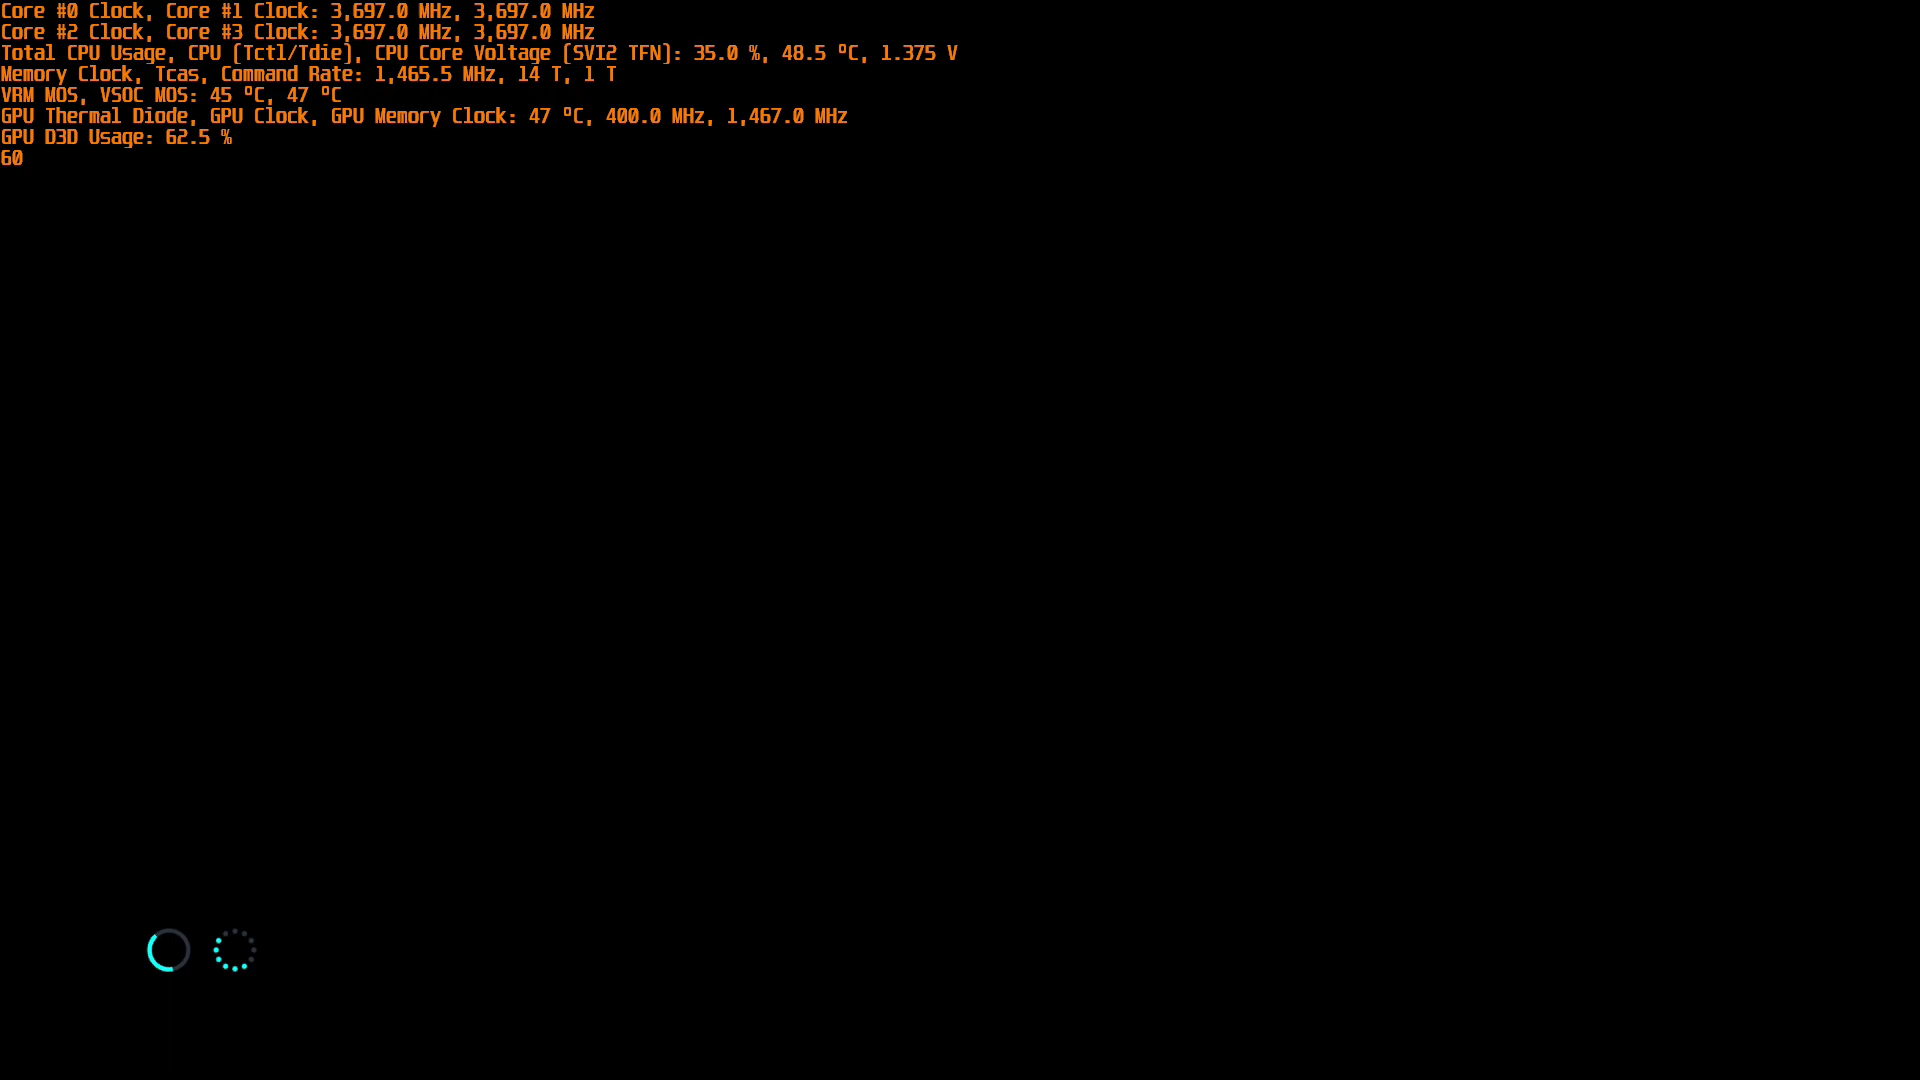 Core #0 Clock, Core #1 Clock: 3,697.0 MHz, 3,697.0 MHz
Core #2 Clock, Core #3 Clock: 3,697.0 MHz, 3,697.0 MHz
Total CPU Usage, CPU (Tctl/Tdie), CPU Core Voltage (SVI2 TFN): 35.0 %, 48.5 °C, 1.375 V
Memory Clock, Tcas, Command Rate: 1,465.5 MHz, 14 T, 1 T
VRM MOS, VSOC MOS: 45 °C, 47 °C
GPU Thermal Diode, GPU Clock, GPU Memory Clock: 47 °C, 400.0 MHz, 1,467.0 MHz
GPU D3D Usage: 62.5 %
60